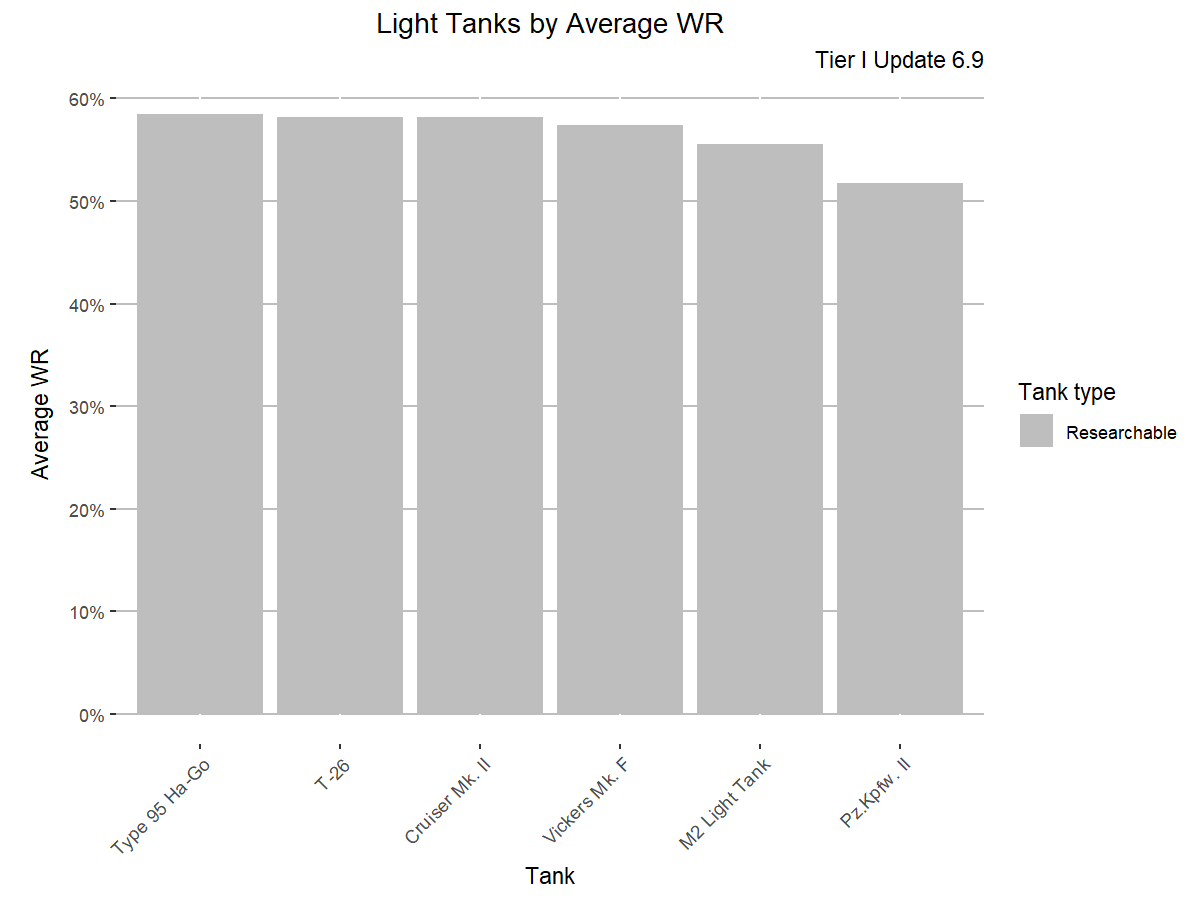 Light Tanks by Average WR
Tier I Update 6.9
60%
50%
40%
30%
20%
10%
0%
Average WR
Type 95 Ha-Go
T-26
Cruiser Mk. II
Vickers Mk. F
M2 Light Tank
Pz.Kpfw. II
Tank
Tank type
Researchable